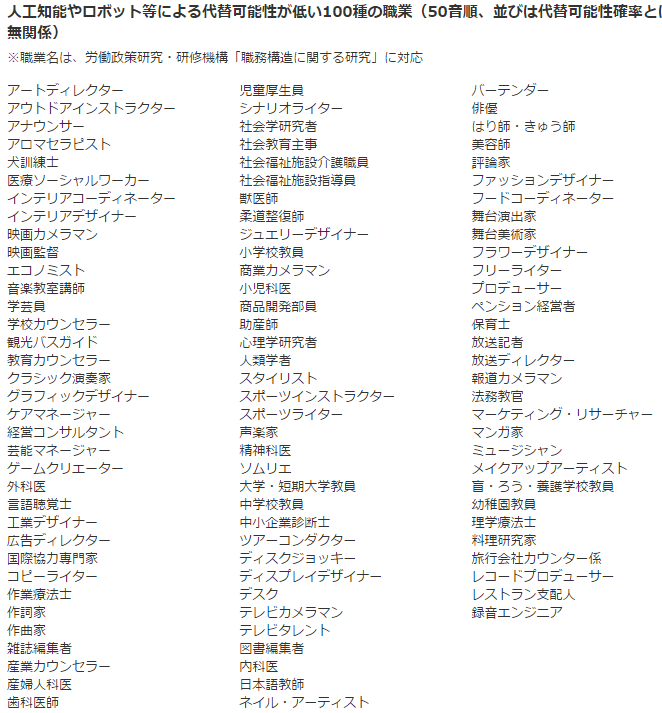 人工知能やロボット等による代替可能性が低い100種の職業（50音順、並びは代替可能性確率とは
無関係）
※職業名は、労働政策研究・研修機構「職務構造に関する研究」に対応
アートディレクター
アウトドアインストラクター
アナウンサー
アロマセラピスト
犬訓練士
医療ソーシャルワーカー
インテリアコーディネーター
インテリアデザイナー
映画カメラマン
映画監督
エコノミスト
音楽教室講師
学芸員
学校カウンセラー
観光バスガイド
教育カウンセラー
クラシック演奏家
グラフィックデザイナー
ケアマネージャー
経営コンサルタント
芸能マネージャー
ゲームクリエーター
外科医
言語聴覚士
工業デザイナー
広告ディレクター
国際協力専門家
コピーライター
作業療法士
作詞家
作曲家
雑誌編集者
産業カウンセラー
産婦人科医
歯科医師
児童厚生員
シナリオライター
社会学研究者
社会教育主事
社会福祉施設介護職員
社会福祉施設指導員
獣医師
柔道整復師
ジュエリーデザイナー
小学校教員
商業カメラマン
小児科医
商品開発部員
助産師
心理学研究者
人類学者
スタイリスト
スポーツインストラクター
スポーツライター
声楽家
精神科医
ソムリエ
大学・短期大学教員
中学校教員
中小企業診断士
ツアーコンダクター
ディスクジョッキー
ディスプレイデザイナー
デスク
テレビカメラマン
テレビタレント
図書編集者
内科医
日本語教師
ネイル・アーティスト
バーテンダー
俳優
はり師・きゅう師
美容師
評論家
ファッションデザイナー
フードコーディネーター
舞台演出家
舞台美術家
フラワーデザイナー
フリーライター
プロデューサー
ペンション経営者
保育士
放送記者
放送ディレクター
報道カメラマン
法務教官
マーケティング・リサーチャー
マンガ家
ミュージシャン
メイクアップアーティスト
盲・ろう・養護学校教員
幼稚園教員
理学療法士
料理研究家
旅行会社カウンター係
レコードプロデューサー
レストラン支配人
録音エンジニア